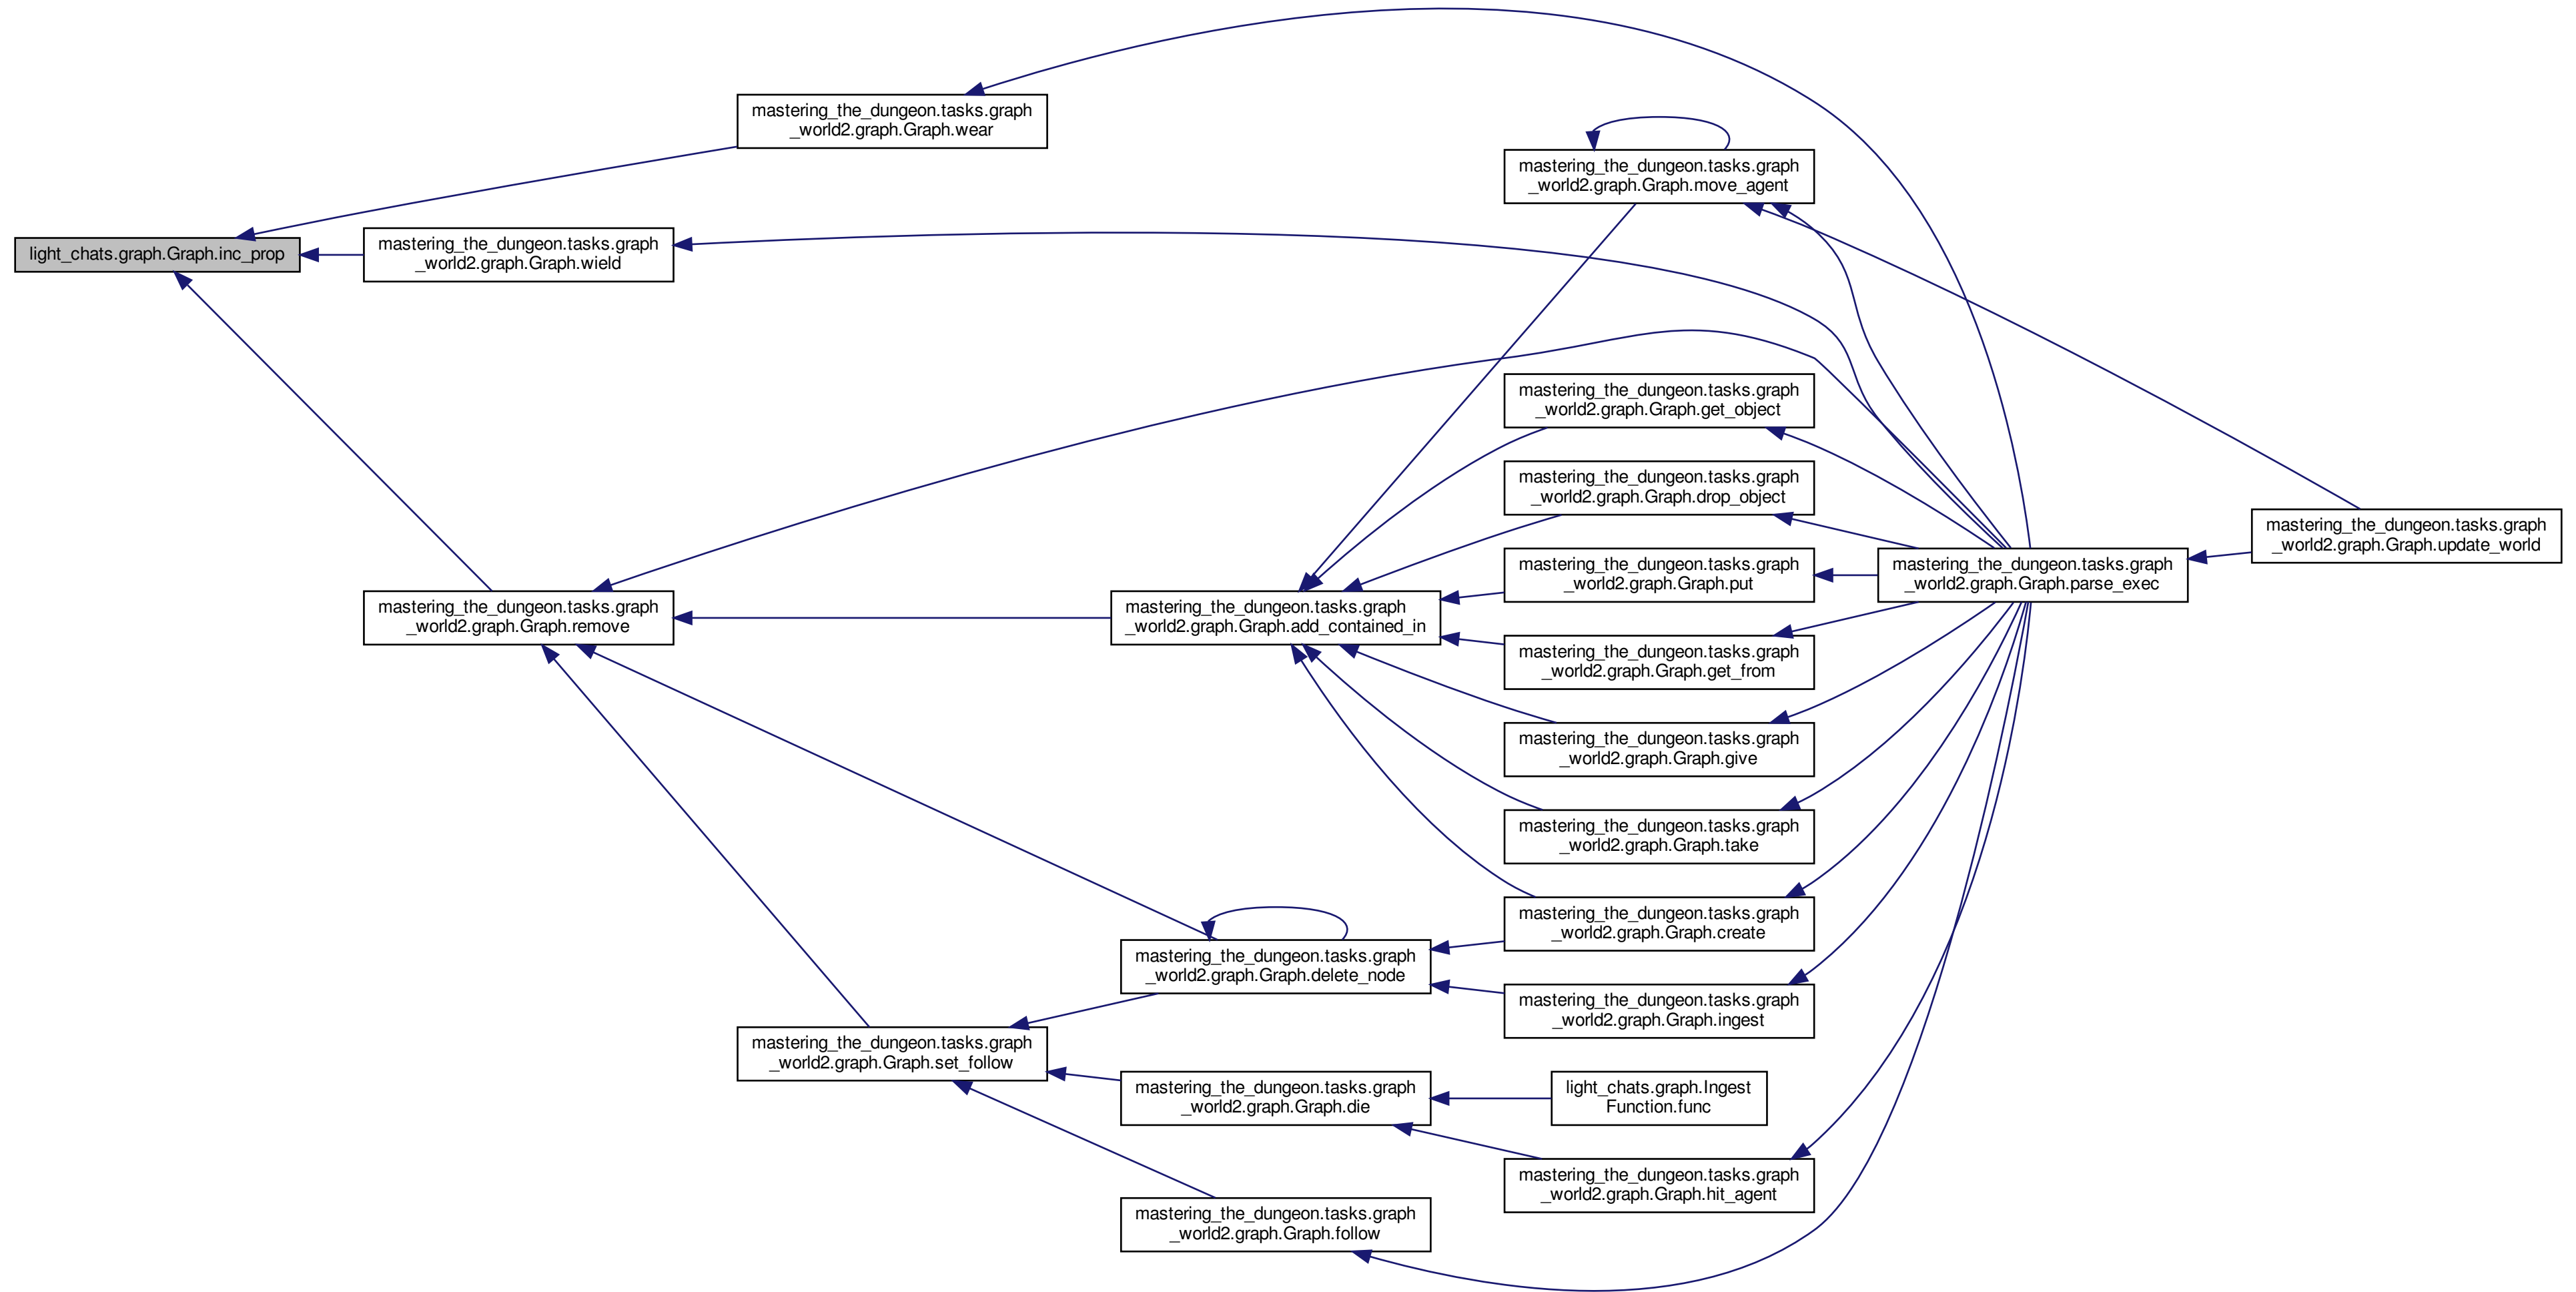 mastering_the_dungeon.tasks.graph
_world2.graph.Graph.wear
mastering_the_dungeon.tasks.graph
_world2.graph.Graph.move_agent
light_chats.graph.Graph.inc_prop
mastering_the_dungeon.tasks.graph
_world2.graph.Graph.wield
mastering_the_dungeon.tasks.graph
_world2.graph.Graph.get_object
mastering_the_dungeon.tasks.graph
_world2.graph.Graph.drop_object
mastering_the_dungeon.tasks.graph
_world2.graph.Graph.update_world
mastering_the_dungeon.tasks.graph
_world2.graph.Graph.put
mastering_the_dungeon.tasks.graph
_world2.graph.Graph.parse_exec
mastering_the_dungeon.tasks.graph
_world2.graph.Graph.remove
mastering_the_dungeon.tasks.graph
_world2.graph.Graph.add_contained_in
mastering_the_dungeon.tasks.graph
_world2.graph.Graph.get_from
mastering_the_dungeon.tasks.graph
_world2.graph.Graph.give
mastering_the_dungeon.tasks.graph
_world2.graph.Graph.take
mastering_the_dungeon.tasks.graph
_world2.graph.Graph.create
mastering_the_dungeon.tasks.graph
_world2.graph.Graph.delete_node
mastering_the_dungeon.tasks.graph
_world2.graph.Graph.ingest
mastering_the_dungeon.tasks.graph
_world2.graph.Graph.set_follow
mastering_the_dungeon.tasks.graph
_world2.graph.Graph.die
light_chats.graph.Ingest
Function.func
mastering_the_dungeon.tasks.graph
_world2.graph.Graph.hit_agent
mastering_the_dungeon.tasks.graph
_world2.graph.Graph.follow